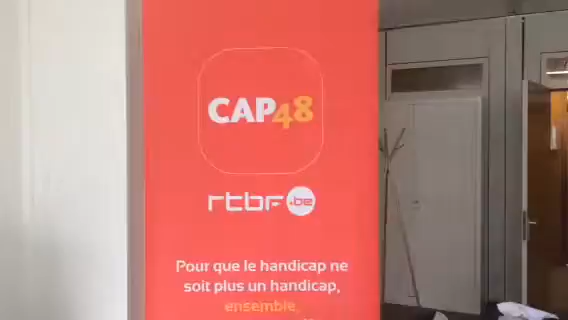 CAP48
rtbf.be
Pour que le handicap ne
soit plus un handicap,
ensemble,